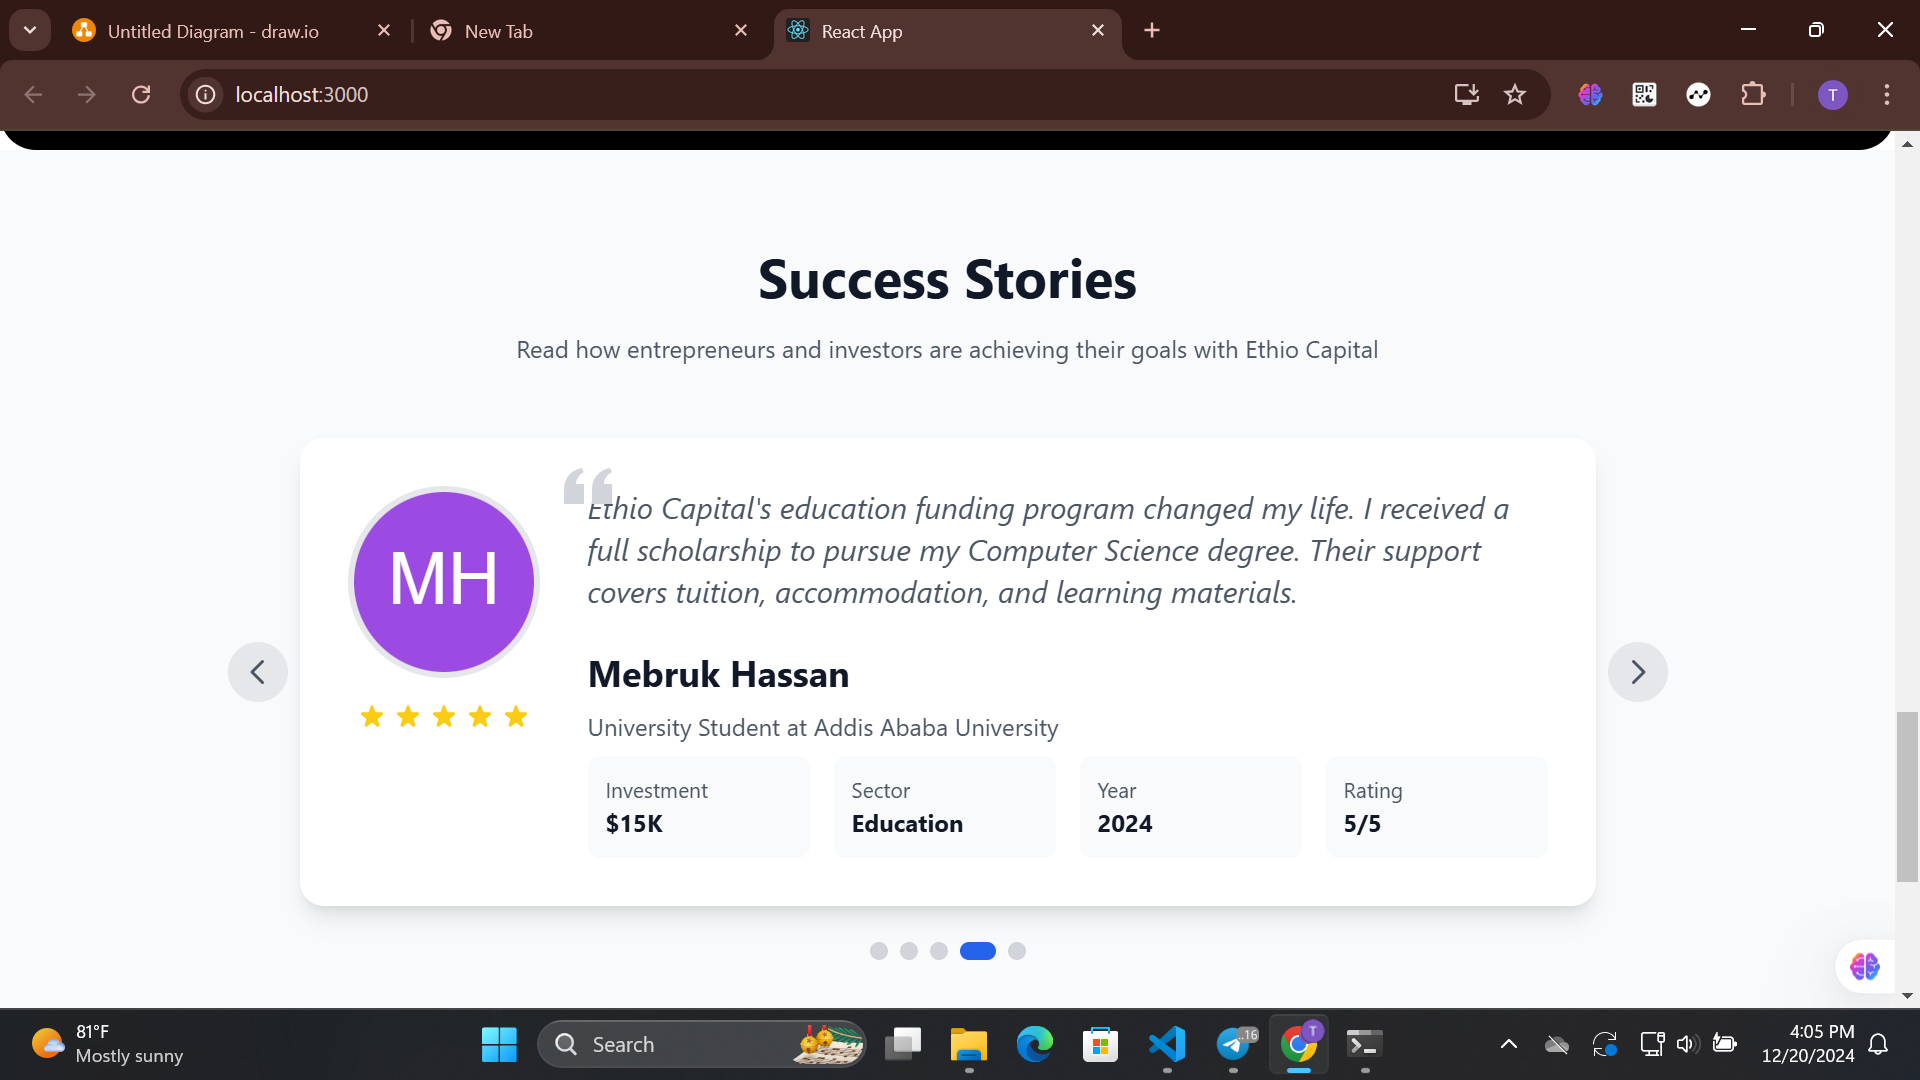 Untitled Diagram - draw.io
New Tab
React App
localhost:3000
T
Success Stories
Read how entrepreneurs and investors are achieving their goals with Ethio Capital
“
Ethio Capital's education funding program changed my life. I received a
full scholarship to pursue my Computer Science degree. Their support
covers tuition, accommodation, and learning materials.
MH
Mebruk Hassan
University Student at Addis Ababa University
Investment
$15K
Sector
Education
Year
2024
Rating
5/5
81°F
Mostly sunny
Search
..16
T
4:05 PM
12/20/2024